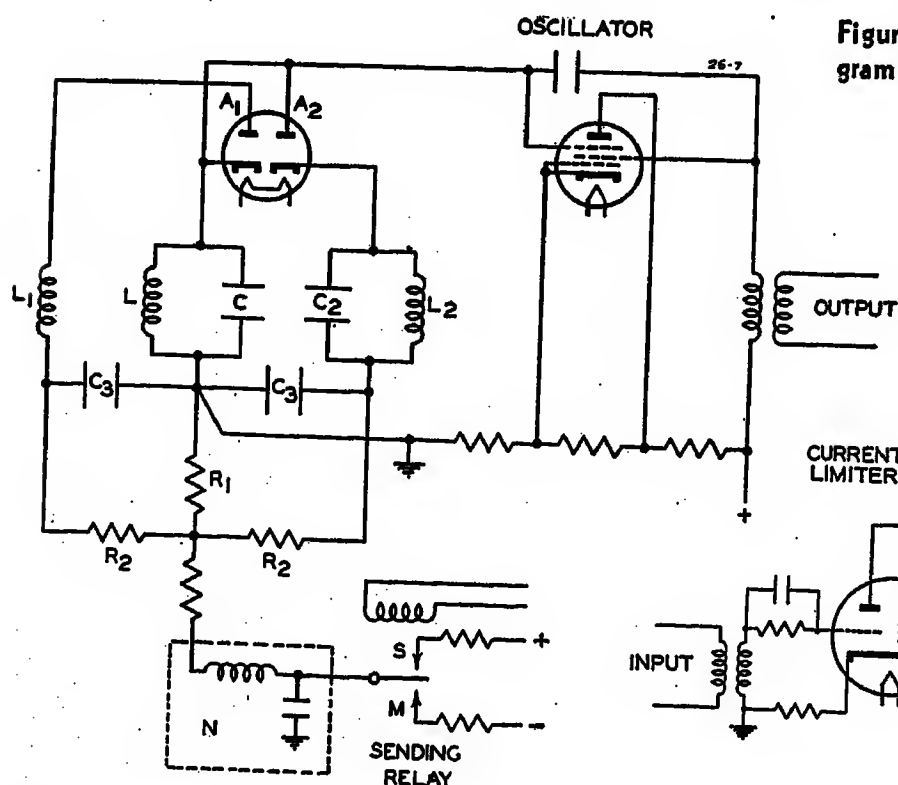 OSCILLATOR
Figur
gram
26-7
A1 A2
L1 L C C2 L2
OUTPUT
C3 C3
R1
CURRENT
LIMITER
+
R2 R2
S +
INPUT
M -
N
SENDING
RELAY